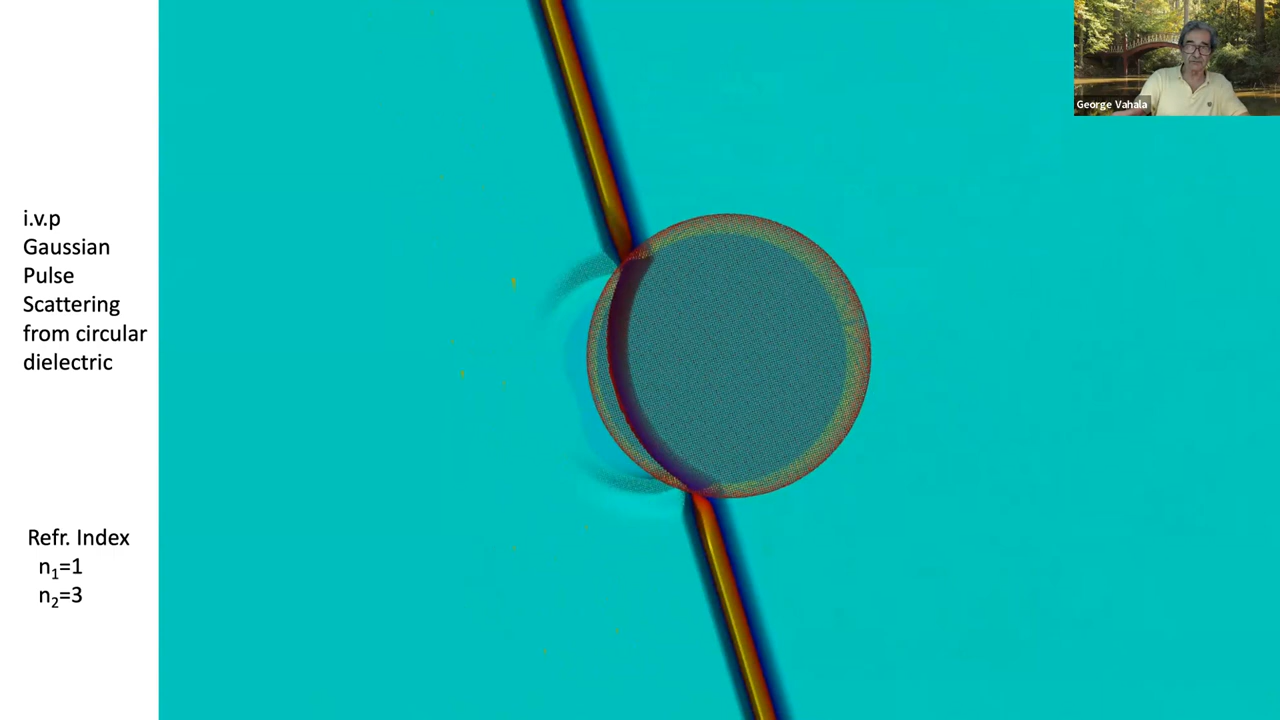 i.v.p
Gaussian
Pulse
Scattering
from circular
dielectric
Refr. Index
n₁=1
n₂=3
George Vahala